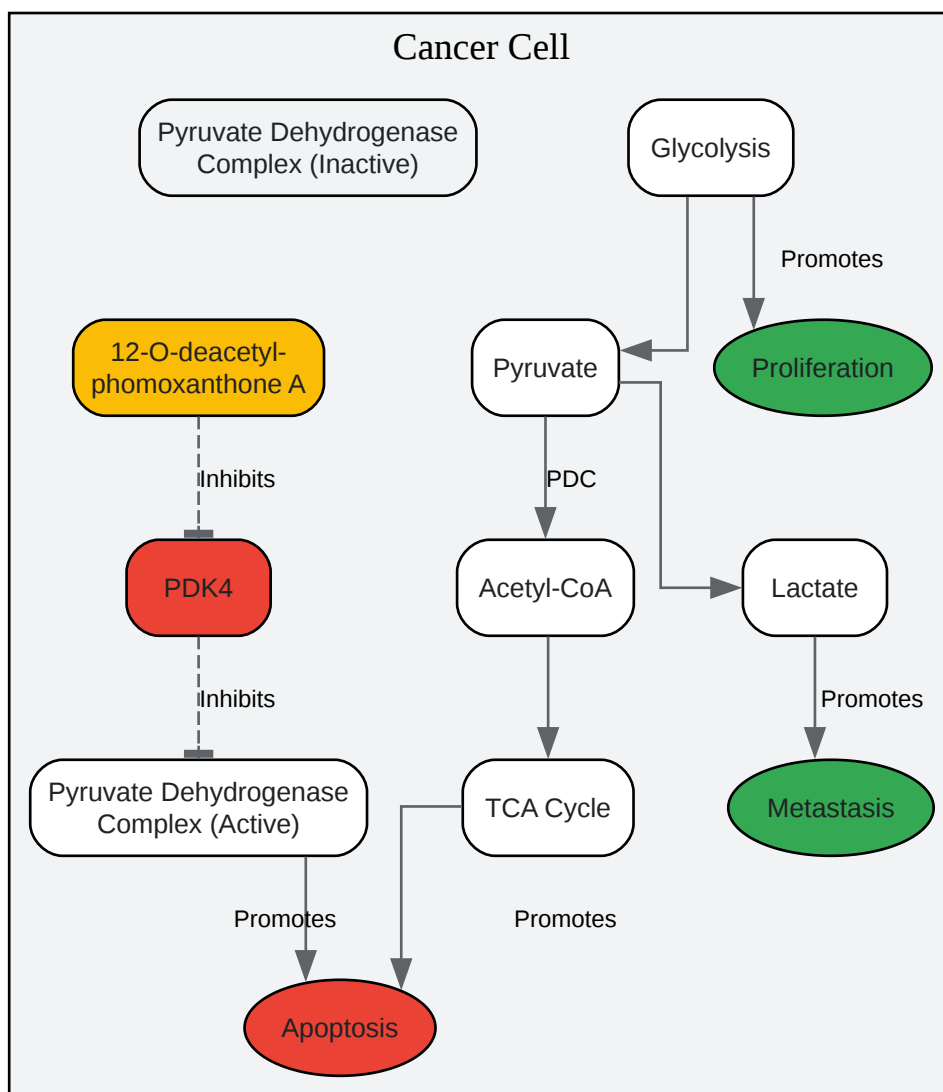 Cancer Cell
Pyruvate Dehydrogenase
Complex (Inactive)
Glycolysis
Promotes
12-O-deacetyl-
phomoxanthone A
Pyruvate
Proliferation
Inhibits
PDC
PDK4
Acetyl-CoA
Lactate
Inhibits
Promotes
Pyruvate Dehydrogenase
Complex (Active)
TCA Cycle
Metastasis
Promotes
Promotes
Apoptosis